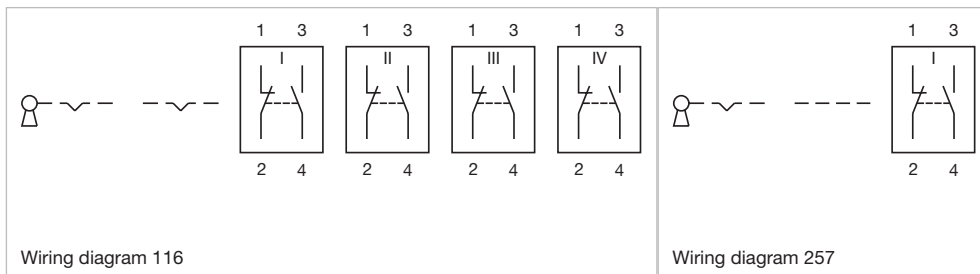 1 3 1 3 1 3 1 3 1 3
I II III IV I
2 4 2 4 2 4 2 4 2 4
Wiring diagram 116 Wiring diagram 257